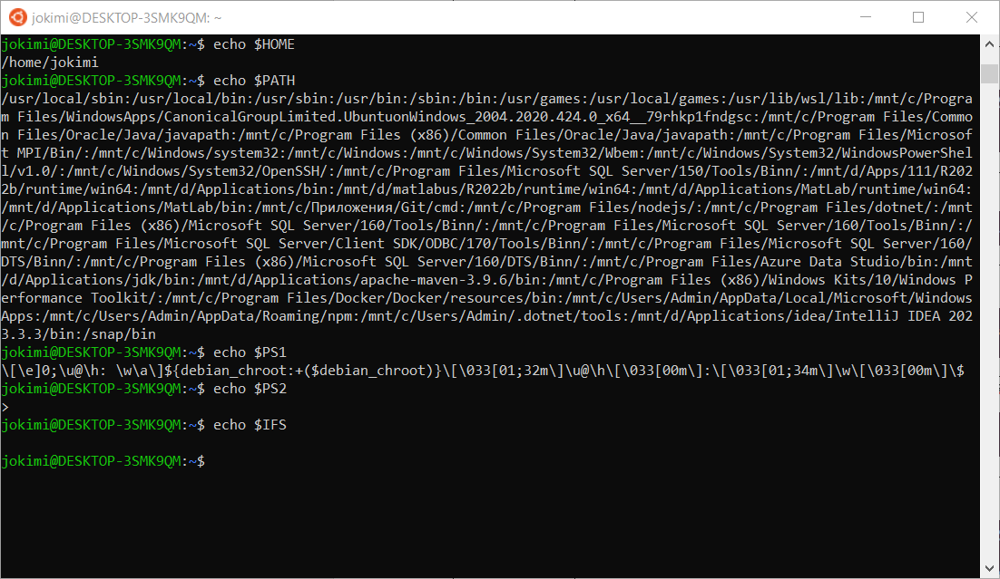 jokimi@DESKTOP-3SMK9QM: ~
jokimi@DESKTOP-3SMK9QM:~$ echo $HOME
/home/jokimi
jokimi@DESKTOP-3SMK9QM:~$ echo $PATH
/usr/local/sbin:/usr/local/bin:/usr/sbin:/usr/bin:/sbin:/bin:/usr/games:/usr/local/games:/usr/lib/wsl/lib:/mnt/c/Progra
m Files/WindowsApps/CanonicalGroupLimited.UbuntuonWindows_2004.2020.424.0_x64__79rhkp1fndgsc:/mnt/c/Program Files/Commo
n Files/Oracle/Java/javapath:/mnt/c/Program Files (x86)/Common Files/Oracle/Java/javapath:/mnt/c/Program Files/Microsof
t MPI/Bin/:/mnt/c/Windows/system32:/mnt/c/Windows:/mnt/c/Windows/System32/Wbem:/mnt/c/Windows/System32/WindowsPowerShel
l/v1.0/:/mnt/c/Windows/System32/OpenSSH/:/mnt/c/Program Files/Microsoft SQL Server/150/Tools/Binn/:/mnt/d/Apps/111/R202
2b/runtime/win64:/mnt/d/Applications/bin:/mnt/d/matlabus/R2022b/runtime/win64:/mnt/d/Applications/MatLab/runtime/win64:
/mnt/d/Applications/MatLab/bin:/mnt/c/Приложения/Git/cmd:/mnt/c/Program Files/nodejs/:/mnt/c/Program Files/dotnet/:/mnt
/c/Program Files (x86)/Microsoft SQL Server/160/Tools/Binn/:/mnt/c/Program Files/Microsoft SQL Server/160/Tools/Binn/:/
mnt/c/Program Files/Microsoft SQL Server/Client SDK/ODBC/170/Tools/Binn/:/mnt/c/Program Files/Microsoft SQL Server/160/
DTS/Binn/:/mnt/c/Program Files (x86)/Microsoft SQL Server/160/DTS/Binn/:/mnt/c/Program Files/Azure Data Studio/bin:/mnt
/d/Applications/jdk/bin:/mnt/d/Applications/apache-maven-3.9.6/bin:/mnt/c/Program Files (x86)/Windows Kits/10/Windows P
erformance Toolkit/:/mnt/c/Program Files/Docker/Docker/resources/bin:/mnt/c/Users/Admin/AppData/Local/Microsoft/Windows
Apps:/mnt/c/Users/Admin/AppData/Roaming/npm:/mnt/c/Users/Admin/.dotnet/tools:/mnt/d/Applications/idea/IntelliJ IDEA 202
3.3.3/bin:/snap/bin
jokimi@DESKTOP-3SMK9QM:~$ echo $PS1
\[\e]0;\u@\h: \w\a\]${debian_chroot:+($debian_chroot)}\[\033[01;32m\]\u@\h\[\033[00m\]:\[\033[01;34m\]\w\[\033[00m\]\$
jokimi@DESKTOP-3SMK9QM:~$ echo $PS2
>
jokimi@DESKTOP-3SMK9QM:~$ echo $IFS
jokimi@DESKTOP-3SMK9QM:~$